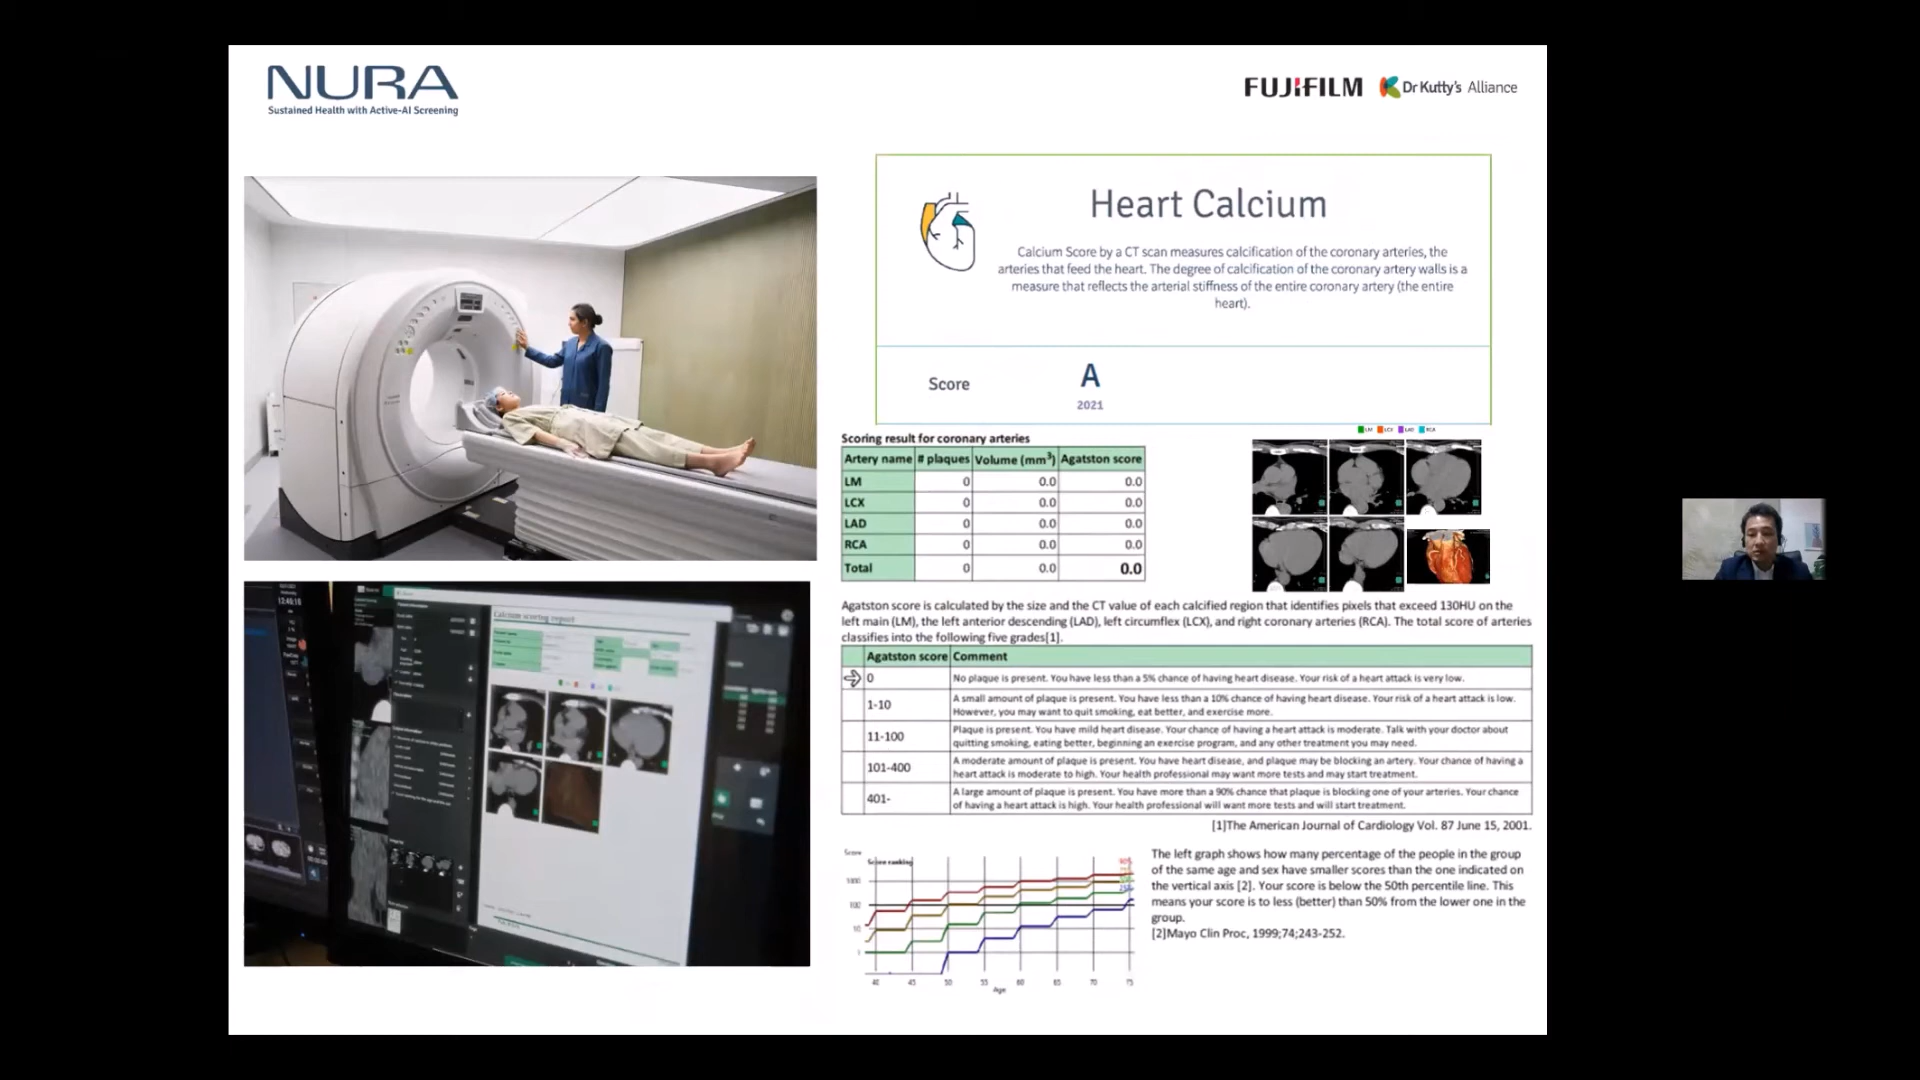 NURA
Sustained Health with Active-AI Screening
FUJIFILM
Dr Kutty's Alliance
Heart Calcium
Calcium Score by a CT scan measures calcification of the coronary arteries, the
arteries that feed the heart. The degree of calcification of the coronary artery walls is a
measure that reflects the arterial stiffness of the entire coronary artery (the entire
heart).
Score
A
2021
Scoring result for coronary arteries
LM LCX LAD RCA
Artery name # plaques Volume (mm³) Agatston score
LM 0 0.0 0.0
LCX 0 0.0 0.0
LAD 0 0.0 0.0
RCA 0 0.0 0.0
Total 0 0.0 0.0
Agatston score is calculated by the size and the CT value of each calcified region that identifies pixels that exceed 130HU on the
left main (LM), the left anterior descending (LAD), left circumflex (LCX), and right coronary arteries (RCA). The total score of arteries
classifies into the following five grades[1].
Agatston score Comment
0 No plaque is present. You have less than a 5% chance of having heart disease. Your risk of a heart attack is very low.
1-10 A small amount of plaque is present. You have less than a 10% chance of having heart disease. Your risk of a heart attack is low.
However, you may want to quit smoking, eat better, and exercise more.
11-100 Plaque is present. You have mild heart disease. Your chance of having a heart attack is moderate. Talk with your doctor about
quitting smoking, eating better, beginning an exercise program, and any other treatment you may need.
101-400 A moderate amount of plaque is present. You have heart disease, and plaque may be blocking an artery. Your chance of having a
heart attack is moderate to high. Your health professional may want more tests and may start treatment.
401- A large amount of plaque is present. You have more than a 90% chance that plaque is blocking one of your arteries. Your chance
of having a heart attack is high. Your health professional will want more tests and will start treatment.
[1]The American Journal of Cardiology Vol. 87 June 15, 2001.
Score
Score ranking
90%
25%
1000
100
10
1
40 45 50 55 60 65 70 75
Age
The left graph shows how many percentage of the people in the group
of the same age and sex have smaller scores than the one indicated on
the vertical axis [2]. Your score is below the 50th percentile line. This
means your score is to less (better) than 50% from the lower one in the
group.
[2]Mayo Clin Proc, 1999;74;243-252.
Calcium scoring report